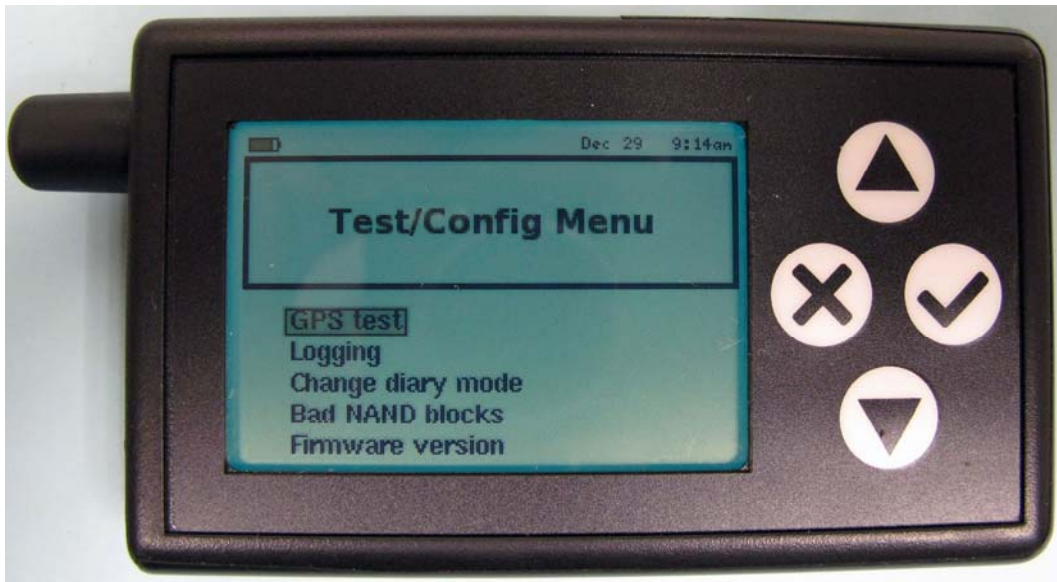 Dec 29 9:14am
Test/Config Menu
GPS test
Logging
Change diary mode
Bad NAND blocks
Firmware version